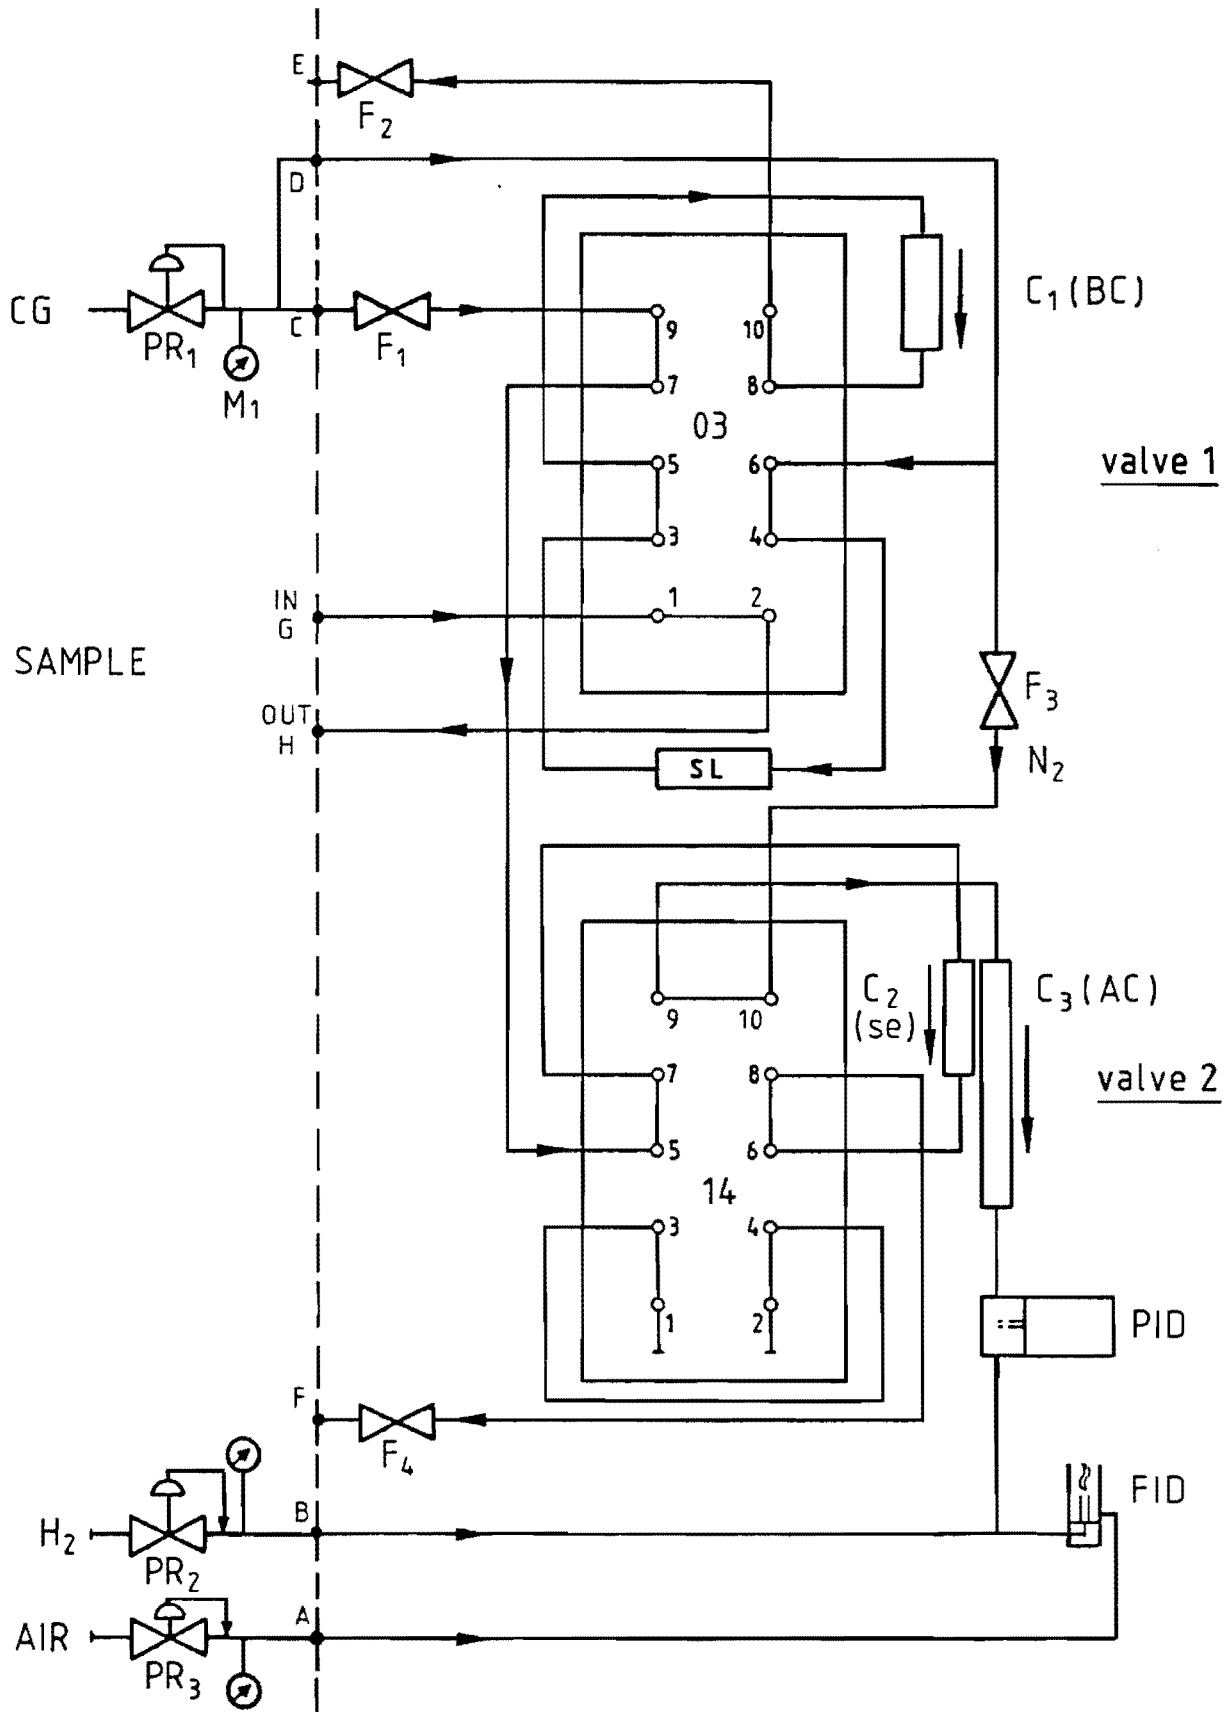 E
F2
D
C1 (BC)
CG
PR1
C
F1
9
10
M1
7
8
03
5
6
valve 1
3
4
IN
G
1
2
SAMPLE
OUT
H
SL
F3
N2
9
10
C2
(se)
C3 (AC)
7
8
valve 2
5
6
14
3
4
1
2
PID
F
F4
B
FID
H2
PR2
A
AIR
PR3